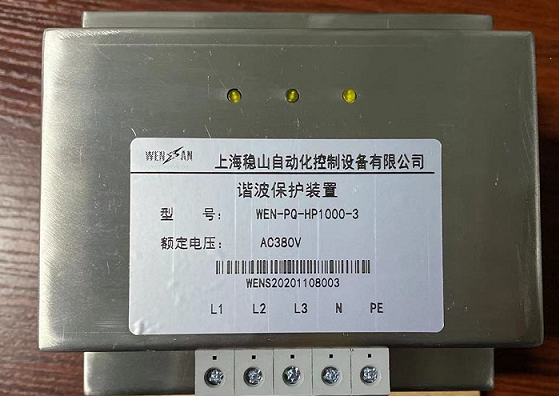 WENSAN 上海稳山自动化控制设备有限公司
谐波保护装置
型 号: WEN-PQ-HP1000-3
额定电压: AC380V
WENS20201108003
L1 L2 L3 N PE